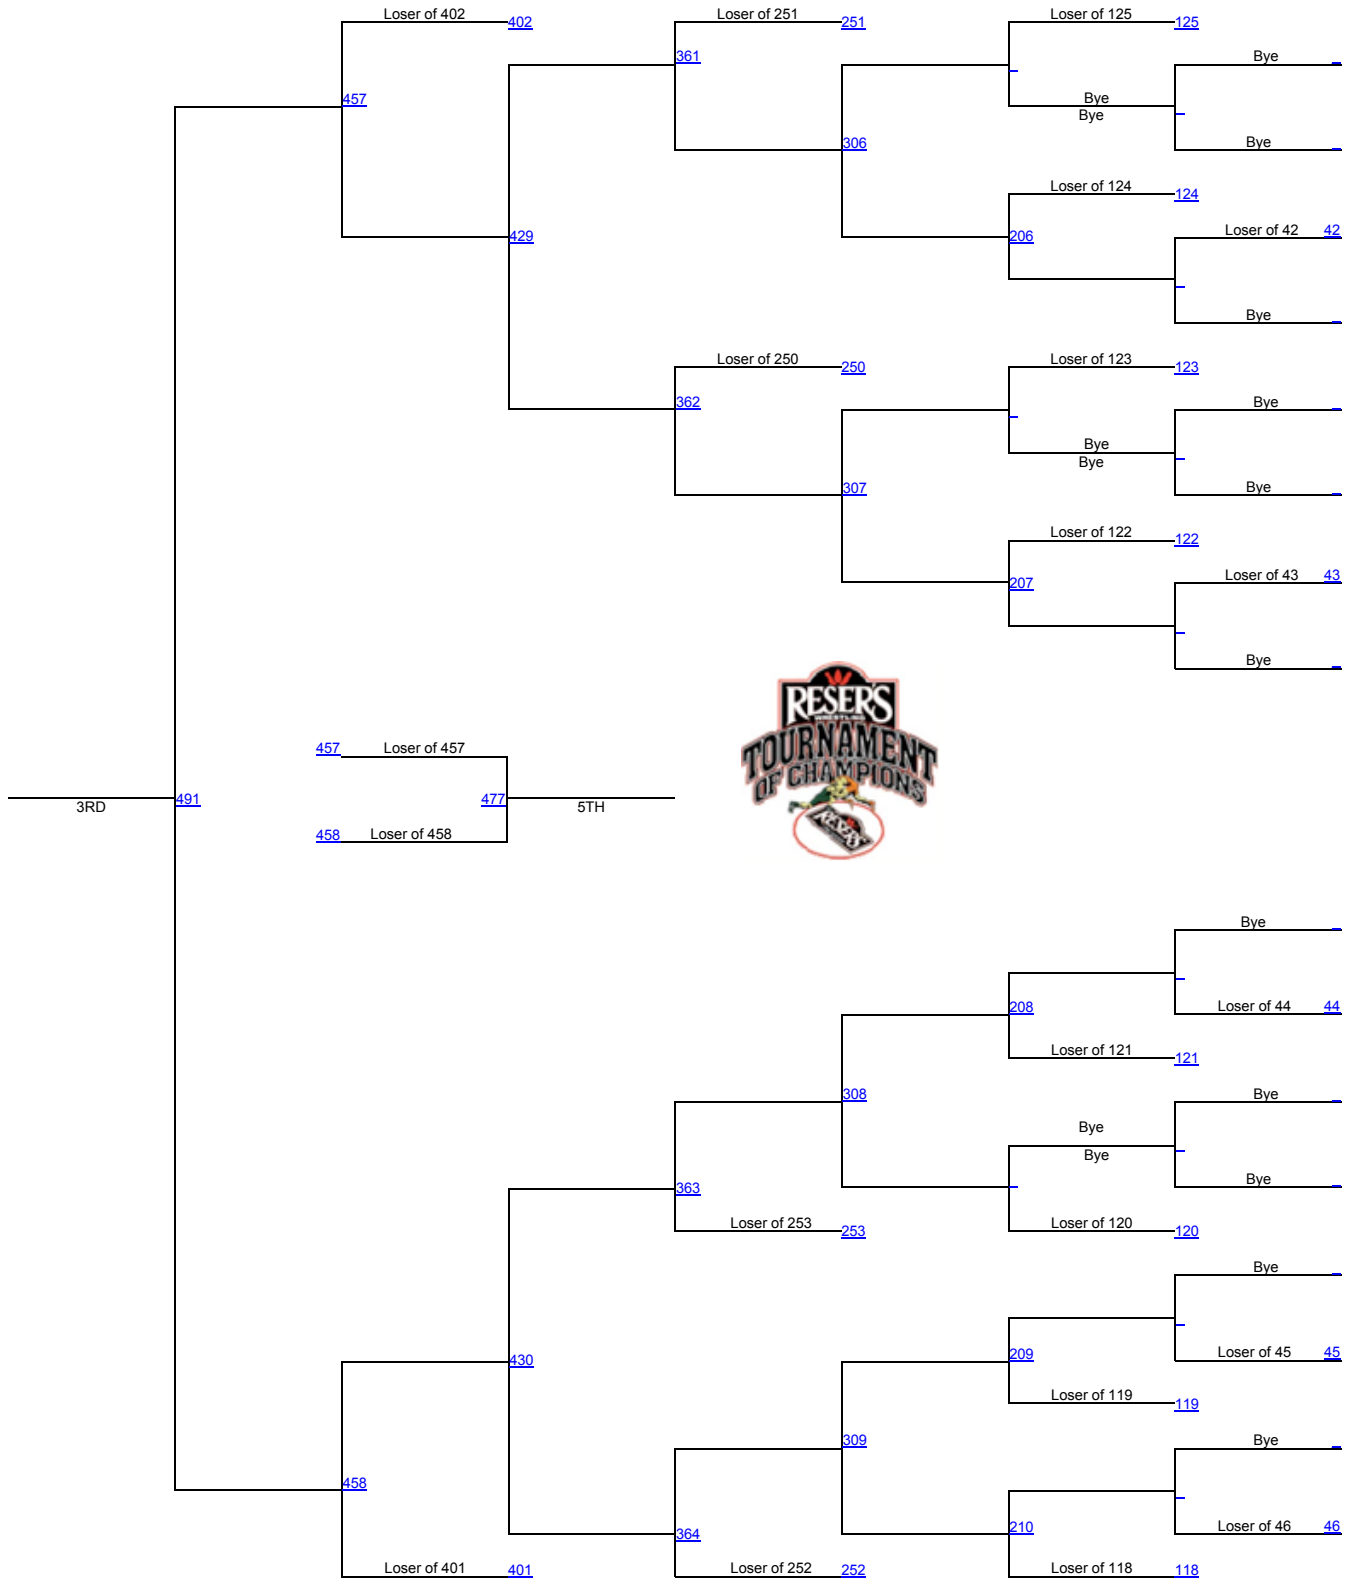 Loser of 402 402
Loser of 251 251
Loser of 125 125
361
Bye
457
Bye
Bye
306
Bye
Loser of 124 124
429
206
Loser of 42 42
Bye
Loser of 250 250
Loser of 123 123
362
Bye
Bye
Bye
307
Bye
Loser of 122 122
207
Loser of 43 43
Bye
RESER'S
WRESTLING
TOURNAMENT
OF CHAMPIONS
RESER'S
457 Loser of 457
3RD
491
477
5TH
458 Loser of 458
Bye
208
Loser of 44 44
Loser of 121 121
308
Bye
Bye
Bye
363
Bye
Loser of 253 253
Loser of 120 120
Bye
430
209
Loser of 45 45
Loser of 119 119
309
Bye
458
364
210
Loser of 46 46
Loser of 401 401
Loser of 252 252
Loser of 118 118